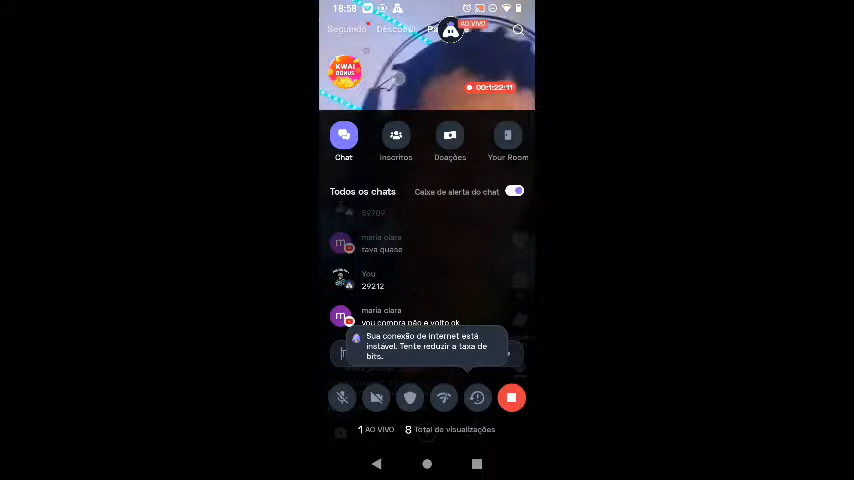 18:58
Seguindo
AO VIVO
KWAI
BÔNUS
00:1:22:11
Chat
Inscritos
Doações
Your Room
Todos os chats
Caixa de alerta do chat
59709
maria clara
tava quase
You
29212
maria clara
vou compra pão e volto ok
Sua conexão de internet está
instável. Tente reduzir a taxa de
bits.
1 AO VIVO 8 Total de visualizações